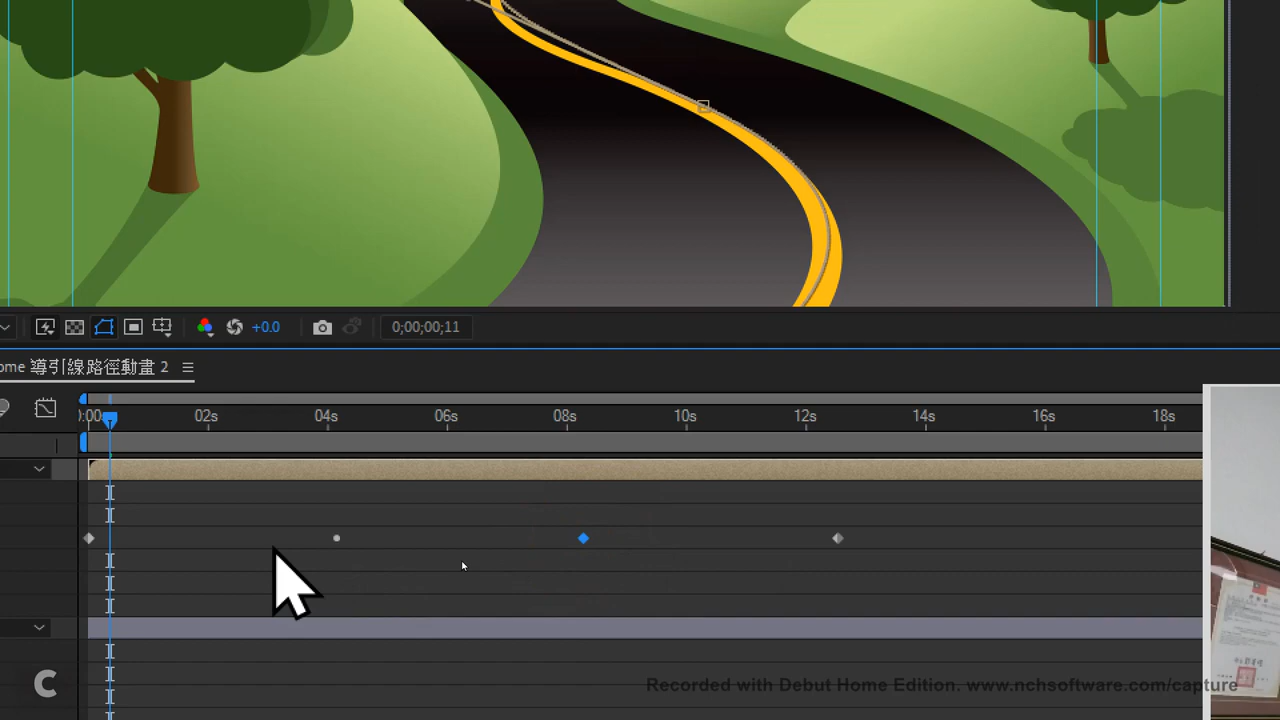 +0.0
0;00;00;11
ome 導引線路徑動畫 2
):00s 02s 04s 06s 08s 10s 12s 14s 16s 18s
C
Recorded with Debut Home Edition. www.nchsoftware.com/capture